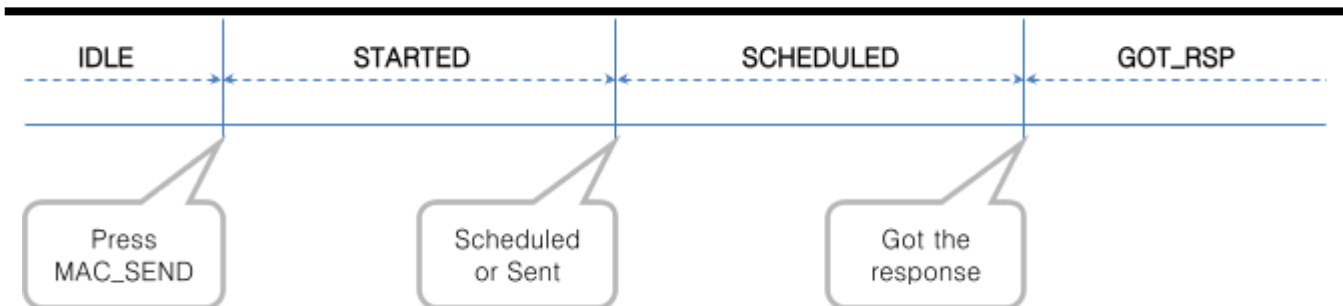 IDLE STARTED SCHEDULED GOT_RSP
Press
MAC_SEND
Scheduled
or Sent
Got the
response